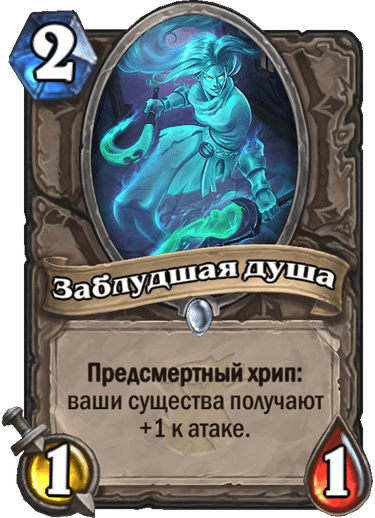 2
Заблудшая душа
Предсмертный хрип:
ваши существа получают
+1 к атаке.
1
1